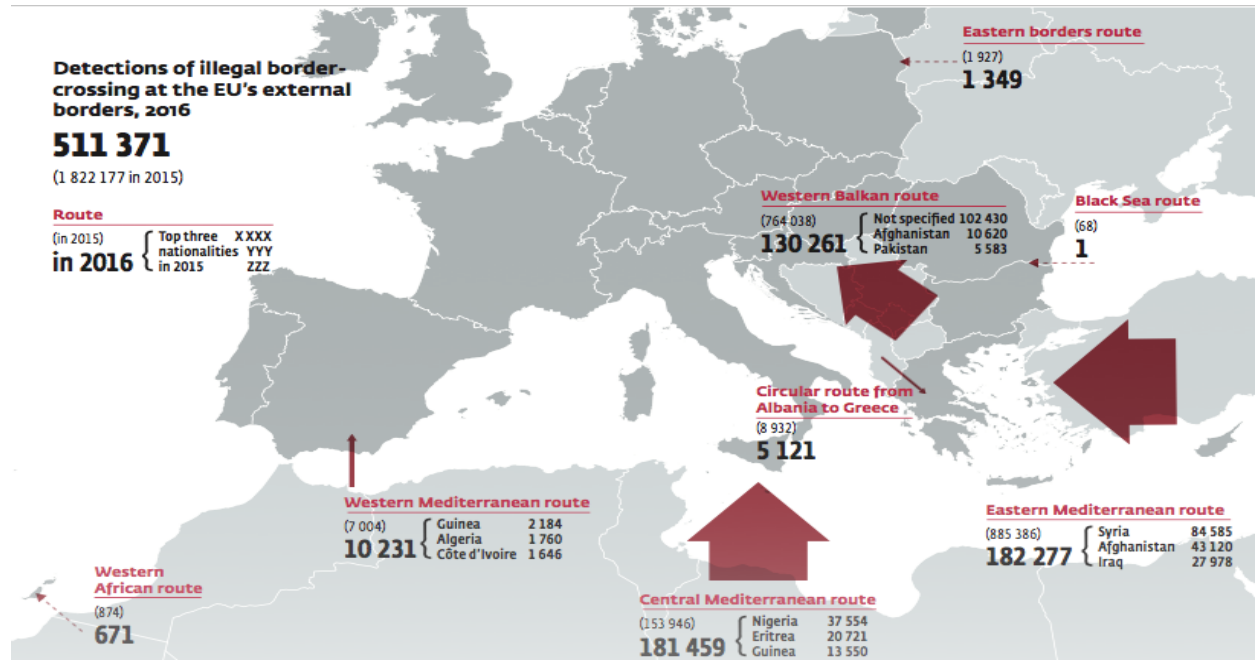 Detections of illegal border-
crossing at the EU's external
borders, 2016
511 371
(1 822 177 in 2015)
Route
(in 2015)
in 2016
Top three XXXX
nationalities YYY
in 2015 ZZZ
Eastern borders route
(1 927)
1 349
Western Balkan route
(764 038)
130 261
Not specified 102 430
Afghanistan 10 620
Pakistan 5 583
Black Sea route
(68)
1
Circular route from
Albania to Greece
(8 932)
5 121
Western Mediterranean route
(7 004)
10 231
Guinea 2 184
Algeria 1 760
Côte d'Ivoire 1 646
Eastern Mediterranean route
(885 386)
182 277
Syria 84 585
Afghanistan 43 120
Iraq 27 978
Western
African route
(874)
671
Central Mediterranean route
(153 946)
181 459
Nigeria 37 554
Eritrea 20 721
Guinea 13 550